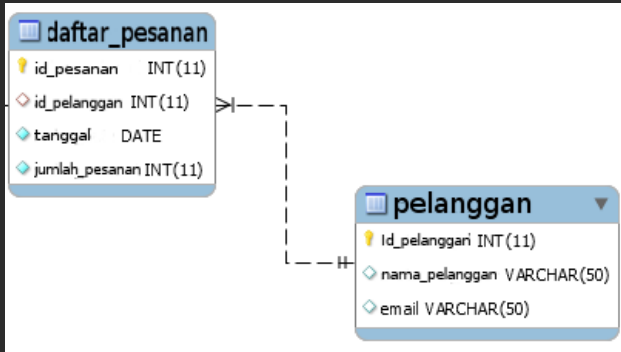 daftar_pesanan
id_pesanan INT(11)
id_pelanggan INT(11)
tanggal DATE
jumlah_pesanan INT(11)
pelanggan
Id_pelanggan INT(11)
nama_pelanggan VARCHAR(50)
email VARCHAR(50)